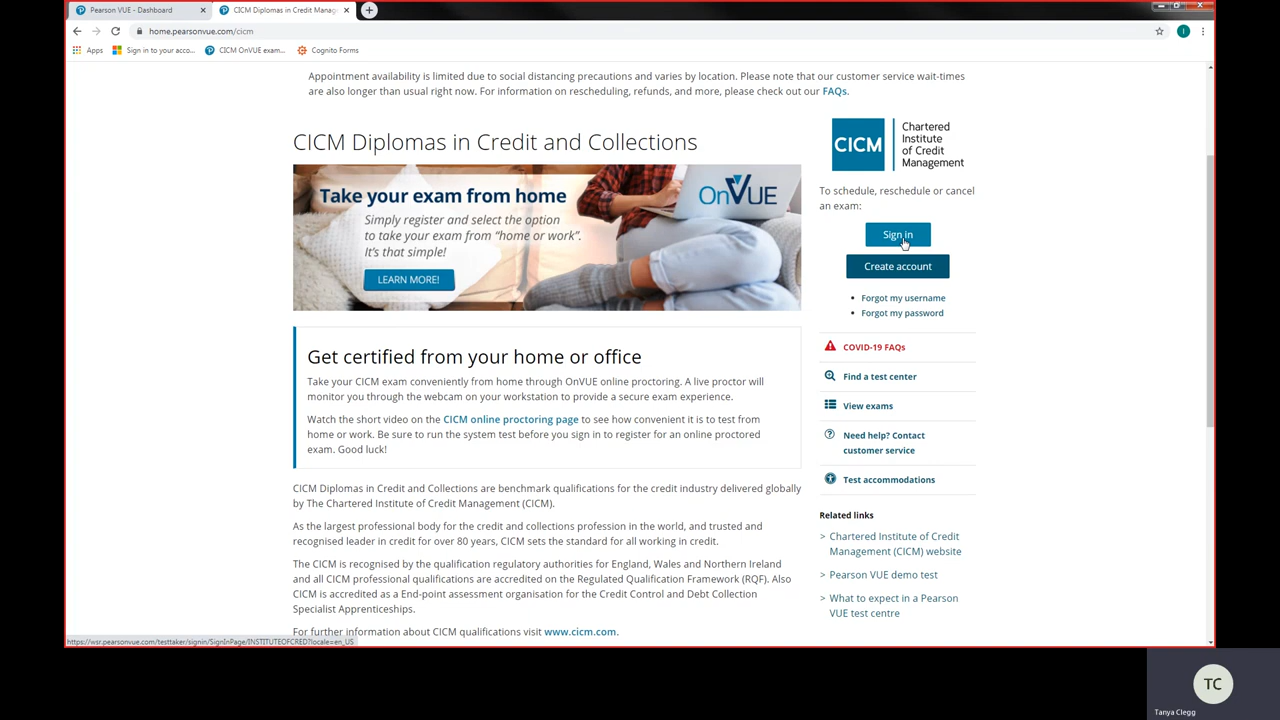 Pearson VUE - Dashboard
CICM Diplomas in Credit Manag
home.pearsonvue.com/cicm
Apps
Sign in to your acco...
CICM OnVUE exam...
Cognito Forms
Appointment availability is limited due to social distancing precautions and varies by location. Please note that our customer service wait-times
are also longer than usual right now. For information on rescheduling, refunds, and more, please check out our FAQs.
CICM Diplomas in Credit and Collections
Take your exam from home
Simply register and select the option
to take your exam from “home or work”.
It’s that simple!
LEARN MORE!
OnVUE
Get certified from your home or office
Take your CICM exam conveniently from home through OnVUE online proctoring. A live proctor will
monitor you through the webcam on your workstation to provide a secure exam experience.
Watch the short video on the CICM online proctoring page to see how convenient it is to test from
home or work. Be sure to run the system test before you sign in to register for an online proctored
exam. Good luck!
CICM Diplomas in Credit and Collections are benchmark qualifications for the credit industry delivered globally
by The Chartered Institute of Credit Management (CICM).
As the largest professional body for the credit and collections profession in the world, and trusted and
recognised leader in credit for over 80 years, CICM sets the standard for all working in credit.
The CICM is recognised by the qualification regulatory authorities for England, Wales and Northern Ireland
and all CICM professional qualifications are accredited on the Regulated Qualification Framework (RQF). Also
CICM is accredited as a End-point assessment organisation for the Credit Control and Debt Collection
Specialist Apprenticeships.
For further information about CICM qualifications visit www.cicm.com.
CICM
Chartered
Institute
of Credit
Management
To schedule, reschedule or cancel
an exam:
Sign in
Create account
Forgot my username
Forgot my password
COVID-19 FAQs
Find a test center
View exams
Need help? Contact
customer service
Test accommodations
Related links
> Chartered Institute of Credit
Management (CICM) website
> Pearson VUE demo test
> What to expect in a Pearson
VUE test centre
https://wsr.pearsonvue.com/testtaker/signin/SignInPage/INSTITUTEOFCRED?locale=en_US
TC
Tanya Clegg